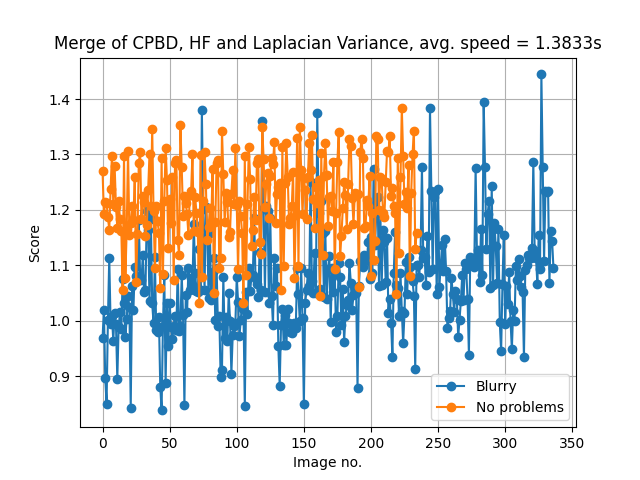 Merge of CPBD, HF and Laplacian Variance, avg. speed = 1.3833s
Score
1.4
1.3
1.2
1.1
1.0
0.9
0
50
100
150
200
250
300
350
Image no.
Blurry
No problems